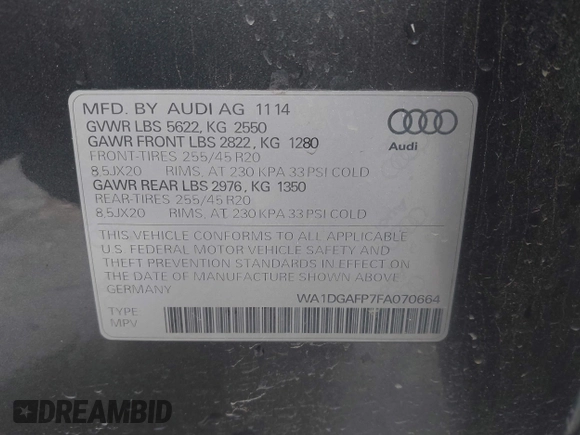 MFD. BY AUDI AG 11 14
GVWR LBS 5622, KG 2550
GAWR FRONT LBS 2822, KG 1280
FRONT-TIRES 255/45 R20
8,5JX20 RIMS, AT 230 KPA 33 PSI COLD
GAWR REAR LBS 2976, KG 1350
REAR-TIRES 255/45 R20
8,5JX20 RIMS, AT 230 KPA 33 PSI COLD
Audi
THIS VEHICLE CONFORMS TO ALL APPLICABLE
U.S. FEDERAL MOTOR VEHICLE SAFETY AND
THEFT PREVENTION STANDARDS IN EFFECT ON
THE DATE OF MANUFACTURE SHOWN ABOVE.
GERMANY
WA1DGAFP7FA070664
TYPE
MPV
DREAMBID